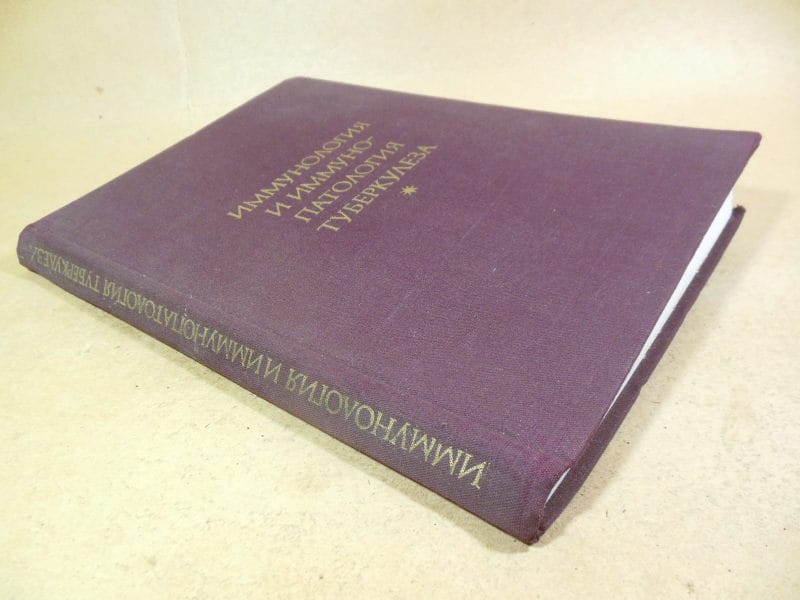 ИММУНОЛОГИЯ
И ИММУНО-
ПАТОЛОГИЯ
ТУБЕРКУЛЕЗА
*
ИММУНОЛОГИЯ И ИММУНОПАТОЛОГИЯ ТУБЕРКУЛЕЗА